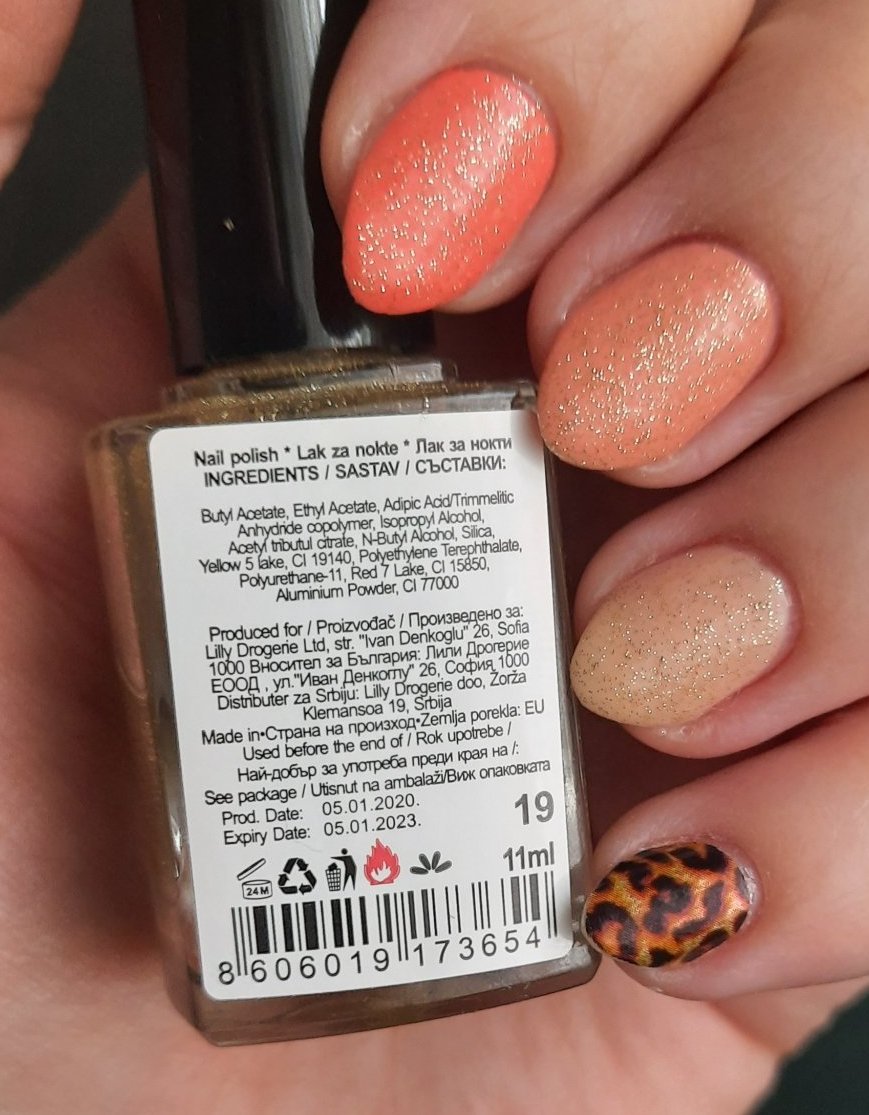 Nail polish * Lak za nokte * Лак за нокти
INGREDIENTS / SASTAV / СЪСТАВКИ:
Butyl Acetate, Ethyl Acetate, Adipic Acid/Trimmelitic
Anhydride copolymer, Isopropyl Alcohol,
Acetyl tributul citrate, N-Butyl Alcohol, Silica,
Yellow 5 lake, CI 19140, Polyethylene Terephthalate,
Polyurethane-11, Red 7 Lake, CI 15850,
Aluminium Powder, CI 77000
Produced for / Proizvođač / Произведено за:
Lilly Drogerie Ltd, str. "Ivan Denkoglu" 26, Sofia
1000 Вносител за България: Лили Дрогерие
ЕООД , ул."Иван Денкоглу" 26, София 1000
Distributer za Srbiju: Lilly Drogerie doo, Žorža
Klemansoa 19, Srbija
Made in•Страна на произход•Zemlja porekla: EU
Used before the end of / Rok upotrebe /
Най-добър за употреба преди края на /:
See package / Utisnut na ambalaži/Виж опаковката
Prod. Date: 05.01.2020.
Expiry Date: 05.01.2023.
19
24M
11ml
8 606019 173654